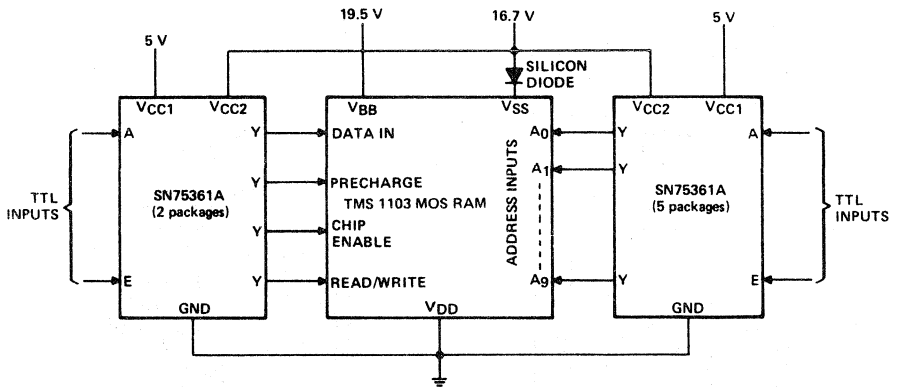 19.5 V
16.7 V
5 V
5 V
SILICON
DIODE
VCC1
VCC2
VBB
VSS
VCC2
VCC1
A
Y
DATA IN
A0
Y
A
Y
PRECHARGE
A1
Y
TTL
INPUTS
SN75361A
(2 packages)
TMS 1103 MOS RAM
ADDRESS INPUTS
SN75361A
(5 packages)
TTL
INPUTS
Y
CHIP
ENABLE
E
Y
READ/WRITE
A9
Y
E
GND
VDD
GND